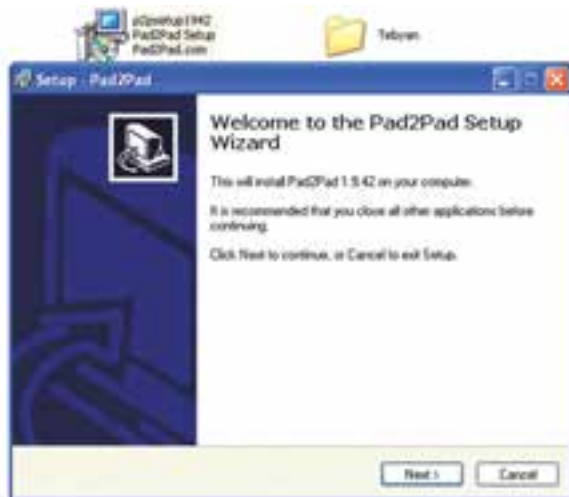 p2psetup1942
Pad2Pad Setup
Pad2Pad.com
Tebyan
Setup - Pad2Pad
Welcome to the Pad2Pad Setup
Wizard
This will install Pad2Pad 1.9.42 on your computer.
It is recommended that you close all other applications before
continuing.
Click Next to continue, or Cancel to exit Setup.
Next >
Cancel